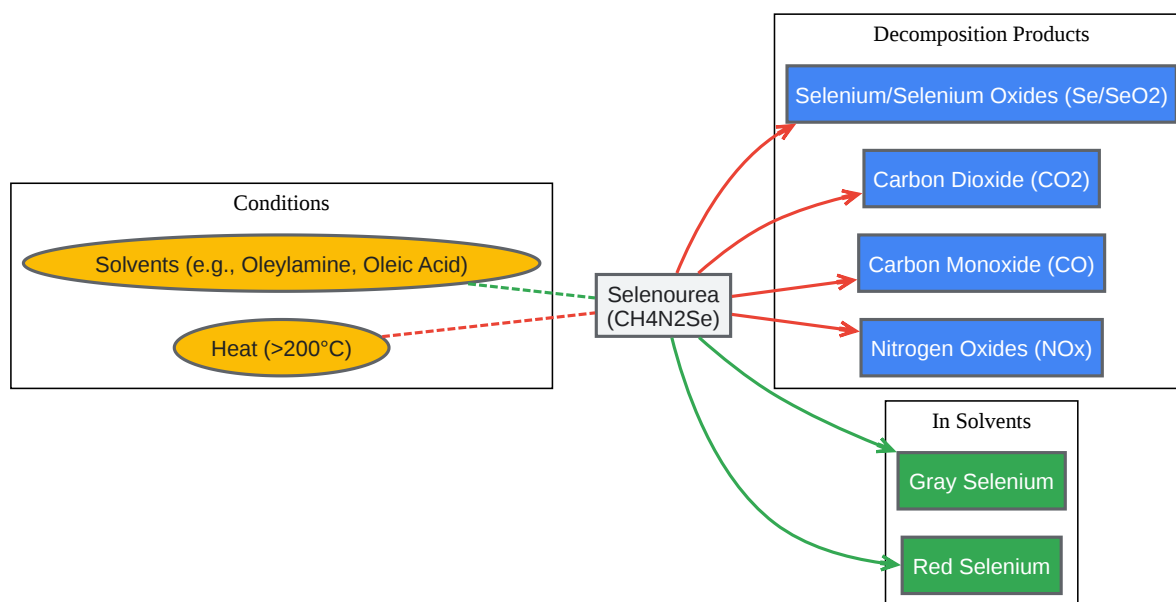 Conditions
Solvents (e.g., Oleylamine, Oleic Acid)
Heat (>200°C)
Selenourea
(CH4N2Se)
Decomposition Products
Selenium/Selenium Oxides (Se/SeO2)
Carbon Dioxide (CO2)
Carbon Monoxide (CO)
Nitrogen Oxides (NOx)
In Solvents
Gray Selenium
Red Selenium